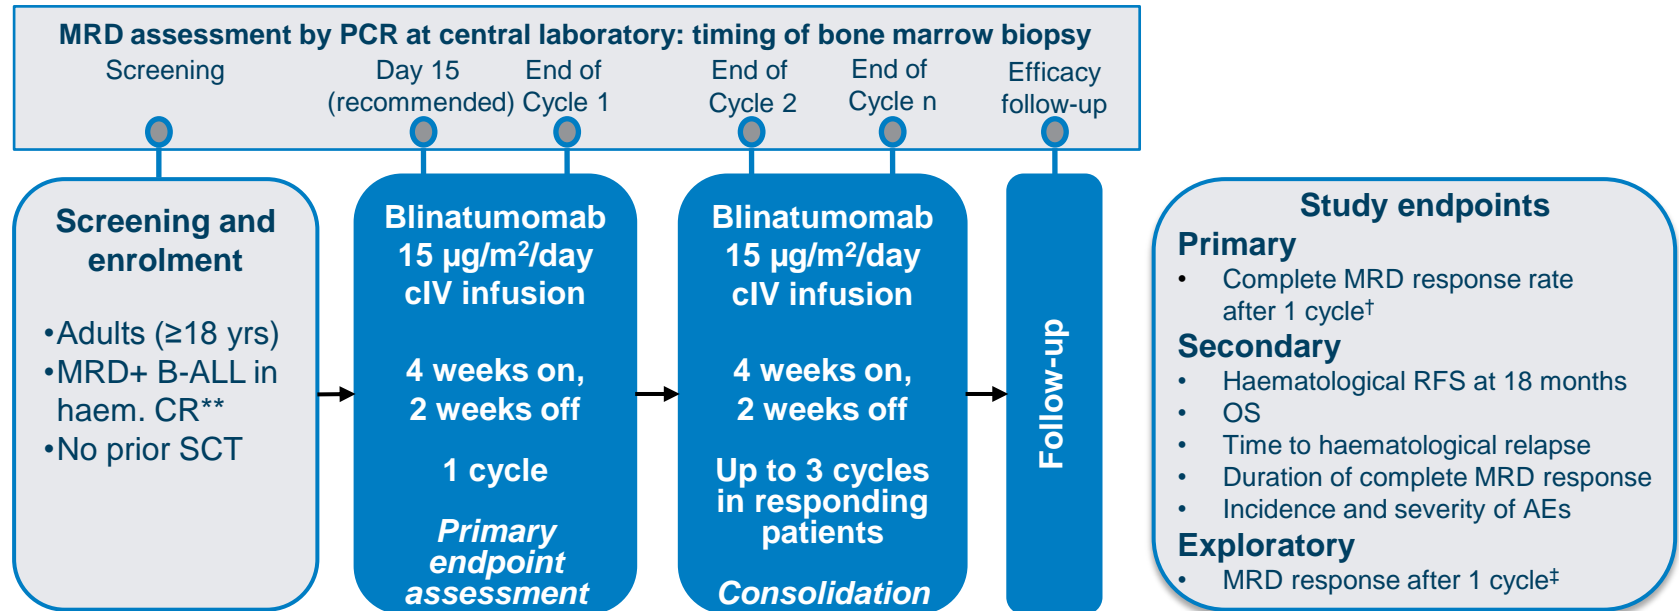 MRD assessment by PCR at central laboratory: timing of bone marrow biopsy
Screening
Day 15
(recommended)
End of
Cycle 1
End of
Cycle 2
End of
Cycle n
Efficacy
follow-up
Screening and
enrolment
•Adults (≥18 yrs)
•MRD+ B-ALL in
haem. CR**
•No prior SCT
Blinatumomab
15 µg/m²/day
cIV infusion
4 weeks on,
2 weeks off
1 cycle
Primary
endpoint
assessment
Blinatumomab
15 µg/m²/day
cIV infusion
4 weeks on,
2 weeks off
Up to 3 cycles
in responding
patients
Consolidation
Follow-up
Study endpoints
Primary
• Complete MRD response rate
after 1 cycle†
Secondary
• Haematological RFS at 18 months
• OS
• Time to haematological relapse
• Duration of complete MRD response
• Incidence and severity of AEs
Exploratory
• MRD response after 1 cycle‡